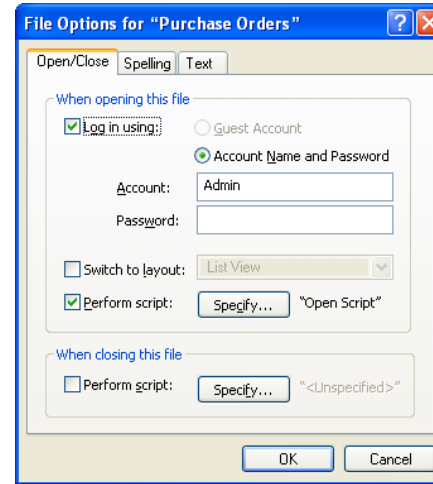 File Options for “Purchase Orders”
Open/Close Spelling Text
When opening this file
Log in using: Guest Account
Account Name and Password
Account: Admin
Password:
Switch to layout: List View
Perform script: Specify... “Open Script”
When closing this file
Perform script: Specify... “<Unspecified>”
OK Cancel